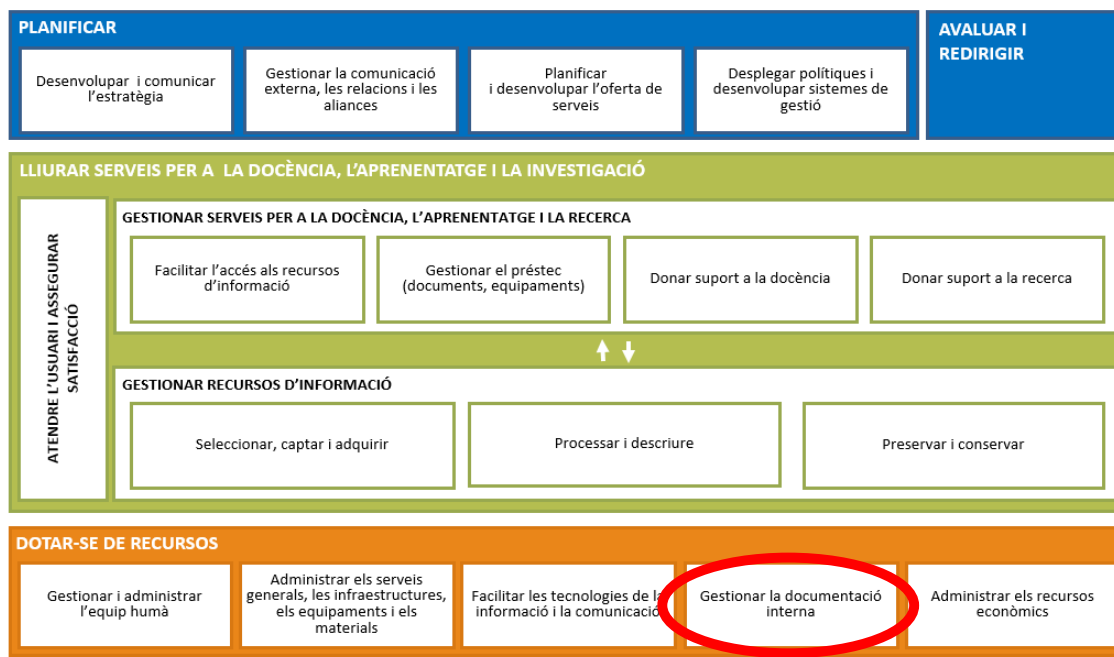 PLANIFICAR
Desenvolupar i comunicar
l'estratègia
Gestionar la comunicació
externa, les relacions i les
aliances
Planificar
i desenvolupar l'oferta de
serveis
Desplegar polítiques i
desenvolupar sistemes de
gestió
AVALUAR I
REDIRIGIR
LLIURAR SERVEIS PER A LA DOCÈNCIA, L'APRENENTATGE I LA INVESTIGACIÓ
ATENDRE L'USUARI I ASSEGURAR
SATISFACCIÓ
GESTIONAR SERVEIS PER A LA DOCÈNCIA, L'APRENENTATGE I LA RECERCA
Facilitar l'accés als recursos
d'informació
Gestionar el préstec
(documents, equipaments)
Donar suport a la docència
Donar suport a la recerca
GESTIONAR RECURSOS D'INFORMACIÓ
Seleccionar, captar i adquirir
Processar i descriure
Preservar i conservar
DOTAR-SE DE RECURSOS
Gestionar i administrar
l'equip humà
Administrar els serveis
generals, les infraestructures,
els equipaments i els
materials
Facilitar les tecnologies de la
informació i la comunicació
Gestionar la documentació
interna
Administrar els recursos
econòmics